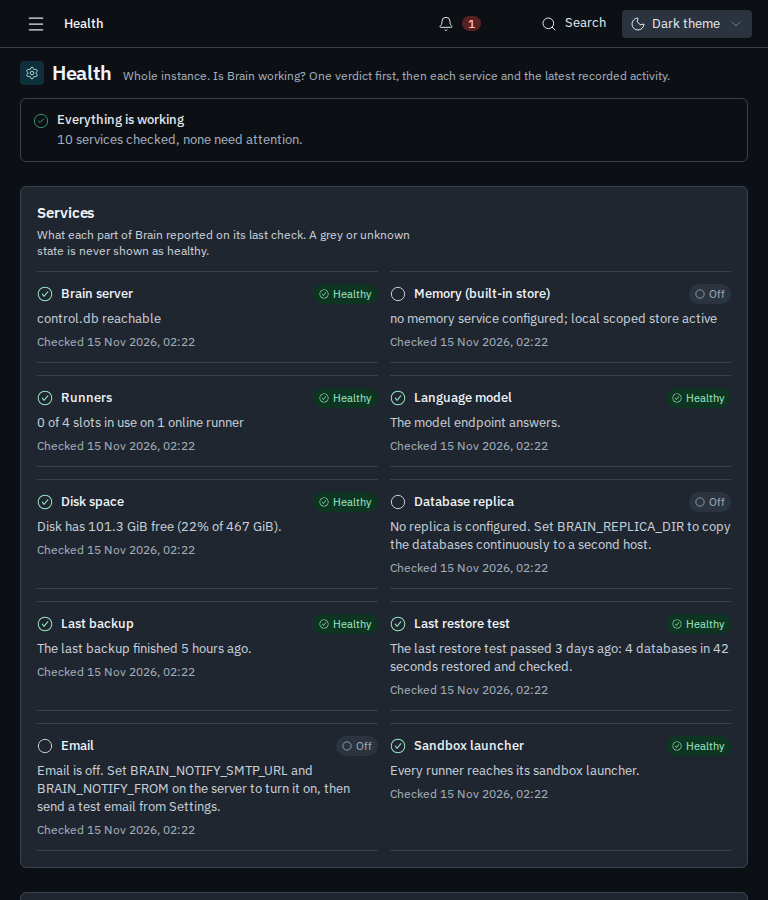 Health
1
Search
Dark theme
Health
Whole instance. Is Brain working? One verdict first, then each service and the latest recorded activity.
Everything is working
10 services checked, none need attention.
Services
What each part of Brain reported on its last check. A grey or unknown
state is never shown as healthy.
Brain server
Healthy
control.db reachable
Checked 15 Nov 2026, 02:22
Memory (built-in store)
Off
no memory service configured; local scoped store active
Checked 15 Nov 2026, 02:22
Runners
Healthy
0 of 4 slots in use on 1 online runner
Checked 15 Nov 2026, 02:22
Language model
Healthy
The model endpoint answers.
Checked 15 Nov 2026, 02:22
Disk space
Healthy
Disk has 101.3 GiB free (22% of 467 GiB).
Checked 15 Nov 2026, 02:22
Database replica
Off
No replica is configured. Set BRAIN_REPLICA_DIR to copy
the databases continuously to a second host.
Checked 15 Nov 2026, 02:22
Last backup
Healthy
The last backup finished 5 hours ago.
Checked 15 Nov 2026, 02:22
Last restore test
Healthy
The last restore test passed 3 days ago: 4 databases in 42
seconds restored and checked.
Checked 15 Nov 2026, 02:22
Email
Off
Email is off. Set BRAIN_NOTIFY_SMTP_URL and
BRAIN_NOTIFY_FROM on the server to turn it on, then
send a test email from Settings.
Checked 15 Nov 2026, 02:22
Sandbox launcher
Healthy
Every runner reaches its sandbox launcher.
Checked 15 Nov 2026, 02:22